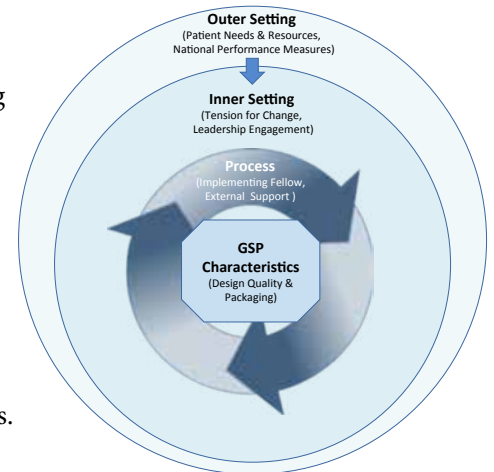 Outer Setting
(Patient Needs & Resources,
National Performance Measures)
g
Inner Setting
(Tension for Change,
Leadership Engagement)
Process
(Implementing Fellow,
External Support )
GSP
Characteristics
(Design Quality &
Packaging)
s.